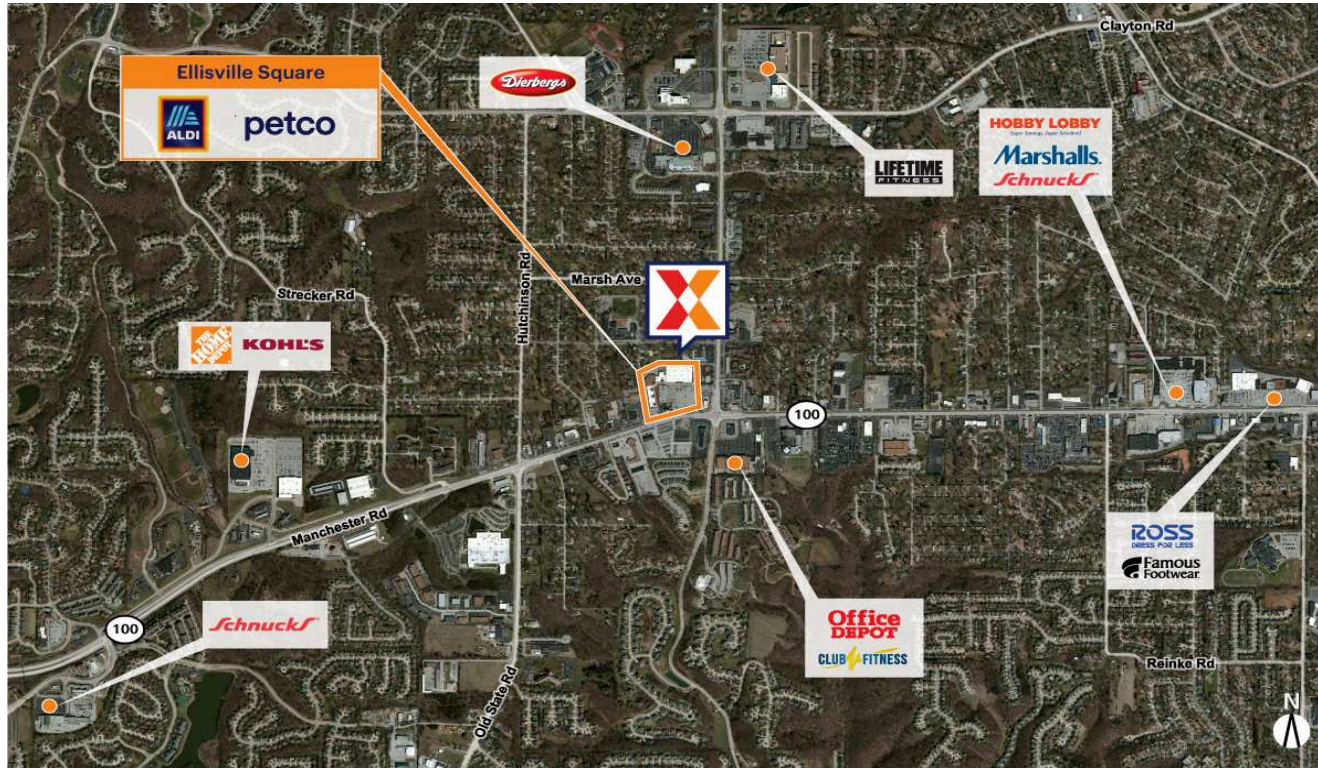 Clayton Rd
Ellisville Square
ALDI
petco
Dierbergs
LIFETIME
FITNESS
HOBBY LOBBY
Super Savings, Super Selection!
Marshalls.
Schnucks
Hutchinson Rd
Marsh Ave
Strecker Rd
THE
HOME
DEPOT
KOHL'S
100
Manchester Rd
ROSS
DRESS FOR LESS
Famous
Footwear
Schnucks
100
Office
DEPOT
CLUB FITNESS
Old State Rd
Reinke Rd
N